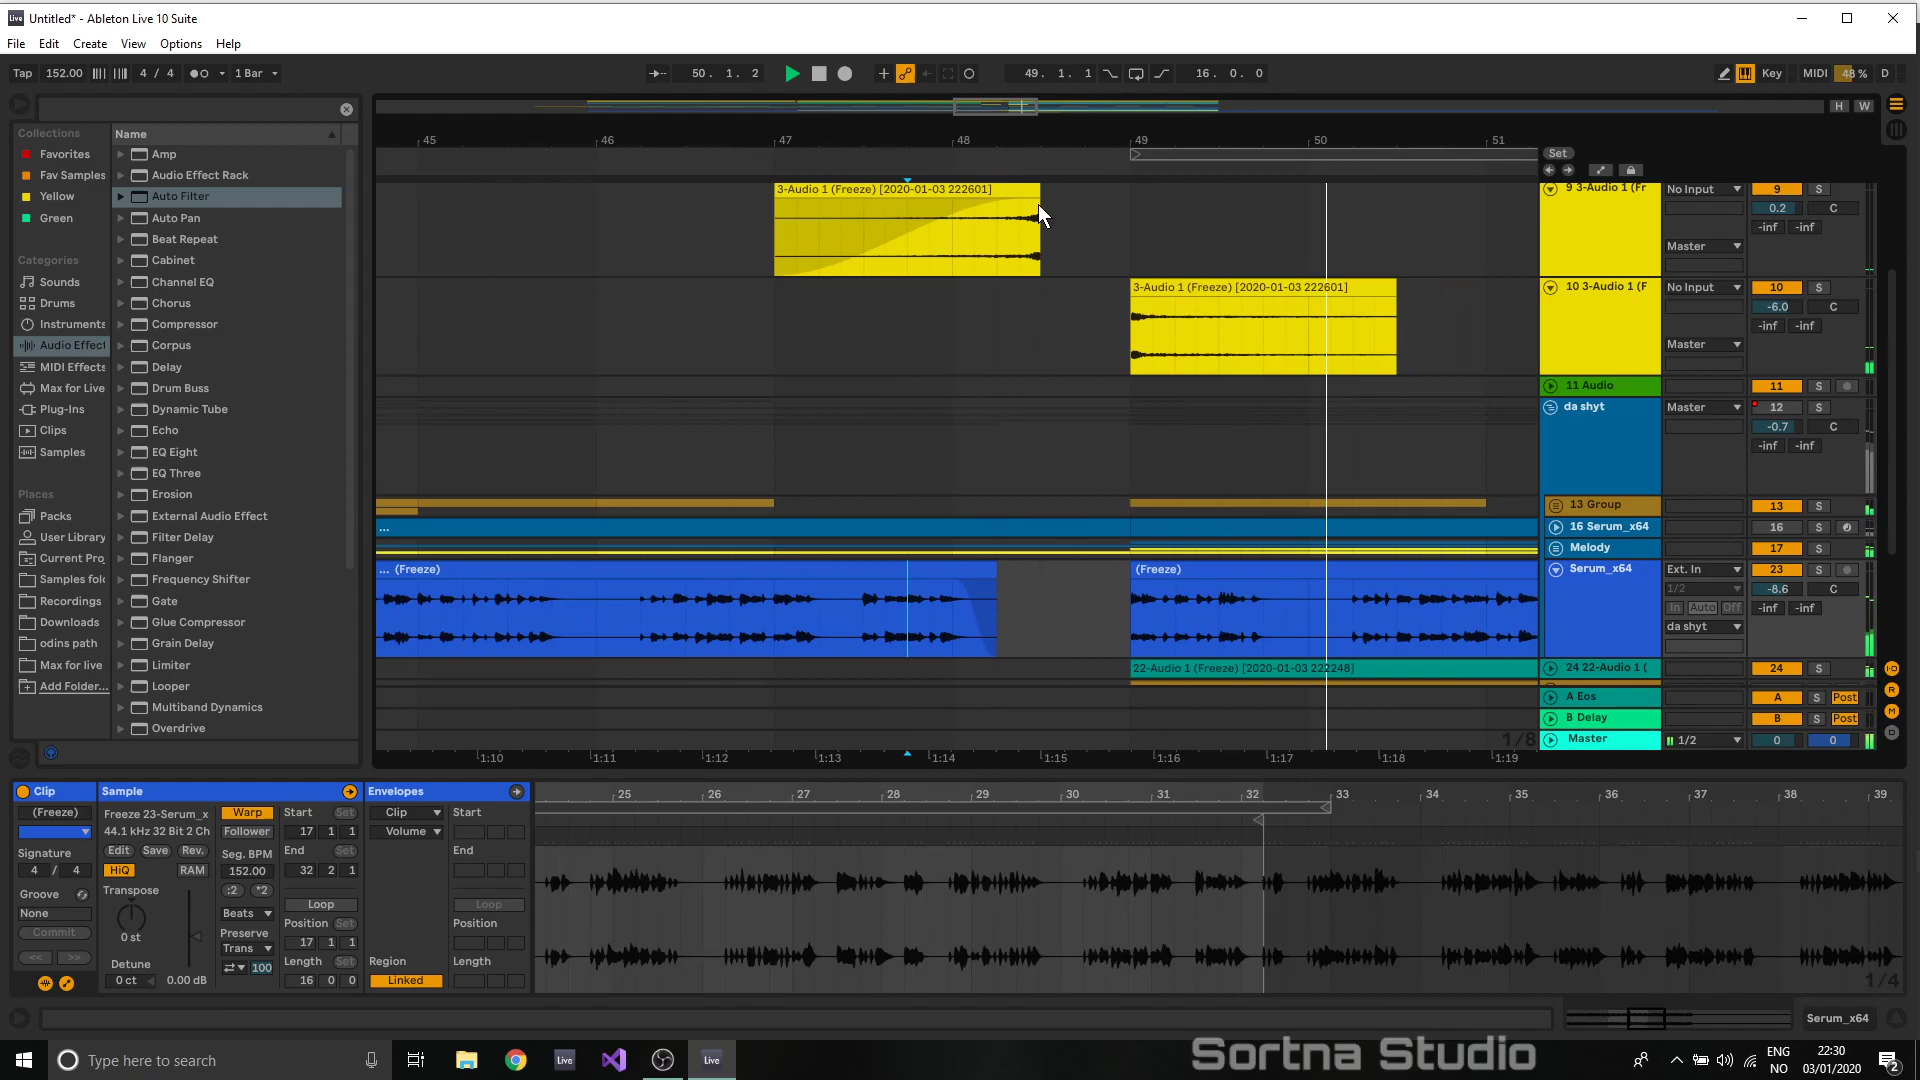 Untitled* - Ableton Live 10 Suite
File Edit Create View Options Help
Tap 152.00 4 / 4 1 Bar 50. 1. 2 49. 1. 1 16. 0. 0 Key MIDI 48 % D
H W
Collections
Favorites
Fav Samples
Yellow
Green
Categories
Sounds
Drums
Instruments
Audio Effect
MIDI Effects
Max for Live
Plug-Ins
Clips
Samples
Places
Packs
User Library
Current Pro
Samples fol
Recordings
Downloads
odins path
Max for live
Add Folder...
Name
Amp
Audio Effect Rack
Auto Filter
Auto Pan
Beat Repeat
Cabinet
Channel EQ
Chorus
Compressor
Corpus
Delay
Drum Buss
Dynamic Tube
Echo
EQ Eight
EQ Three
Erosion
External Audio Effect
Filter Delay
Flanger
Frequency Shifter
Gate
Glue Compressor
Grain Delay
Limiter
Looper
Multiband Dynamics
Overdrive
45 46 47 48 49 50 51
Set
3-Audio 1 (Freeze) [2020-01-03 222601]
9 3-Audio 1 (Fr No Input 9 S
0.2 C
-inf -inf
Master
3-Audio 1 (Freeze) [2020-01-03 222601]
10 3-Audio 1 (F No Input 10 S
-6.0 C
-inf -inf
Master
11 Audio 11 S
da shyt Master 12 S
-0.7 C
-inf -inf
13 Group 13 S
... 16 Serum_x64 16 S
Melody 17 S
... (Freeze) (Freeze) Serum_x64 Ext. In 23 S
1/2 -8.6 C
In Auto Off -inf -inf
da shyt
22-Audio 1 (Freeze) [2020-01-03 222248] 24 22-Audio 1 ( 24 S
A Eos A S Post
B Delay B S Post
1/8 Master 1/2 0 0
1:10 1:11 1:12 1:13 1:14 1:15 1:16 1:17 1:18 1:19
Clip
(Freeze)
Signature
4 / 4
Groove
None
Commit
<< >>
Sample
Freeze 23-Serum_x
44.1 kHz 32 Bit 2 Ch
Edit Save Rev.
HiQ RAM
Transpose
0 st
Detune
0 ct 0.00 dB
Warp
Follower
Seg. BPM
152.00
:2 *2
Beats
Preserve
Trans
100
Start Set
17 1 1
End Set
32 2 1
Loop
Position Set
17 1 1
Length Set
16 0 0
Envelopes
Clip
Volume
Region
Linked
Start
End
Loop
Position
Length
25 26 27 28 29 30 31 32 33 34 35 36 37 38 39
1/4
Serum_x64
Type here to search
Live
Live
Sortna Studio
ENG
NO
22:30
03/01/2020
2